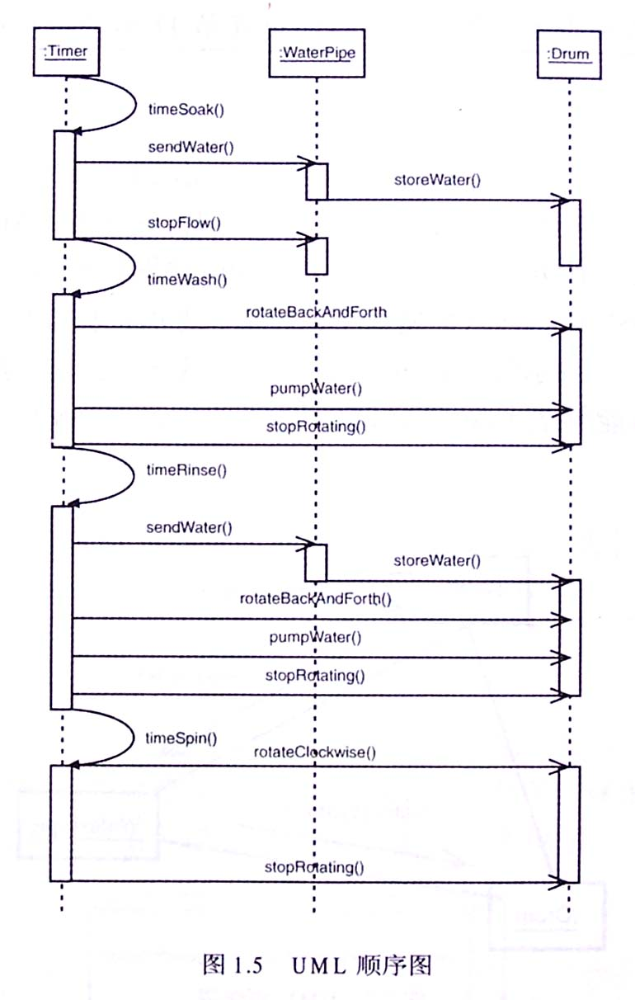 :Timer
:WaterPipe
:Drum
timeSoak()
sendWater()
storeWater()
stopFlow()
timeWash()
rotateBackAndForth
pumpWater()
stopRotating()
timeRinse()
sendWater()
storeWater()
rotateBackAndForth()
pumpWater()
stopRotating()
timeSpin()
rotateClockwise()
stopRotating()
图 1.5 UML 顺序图